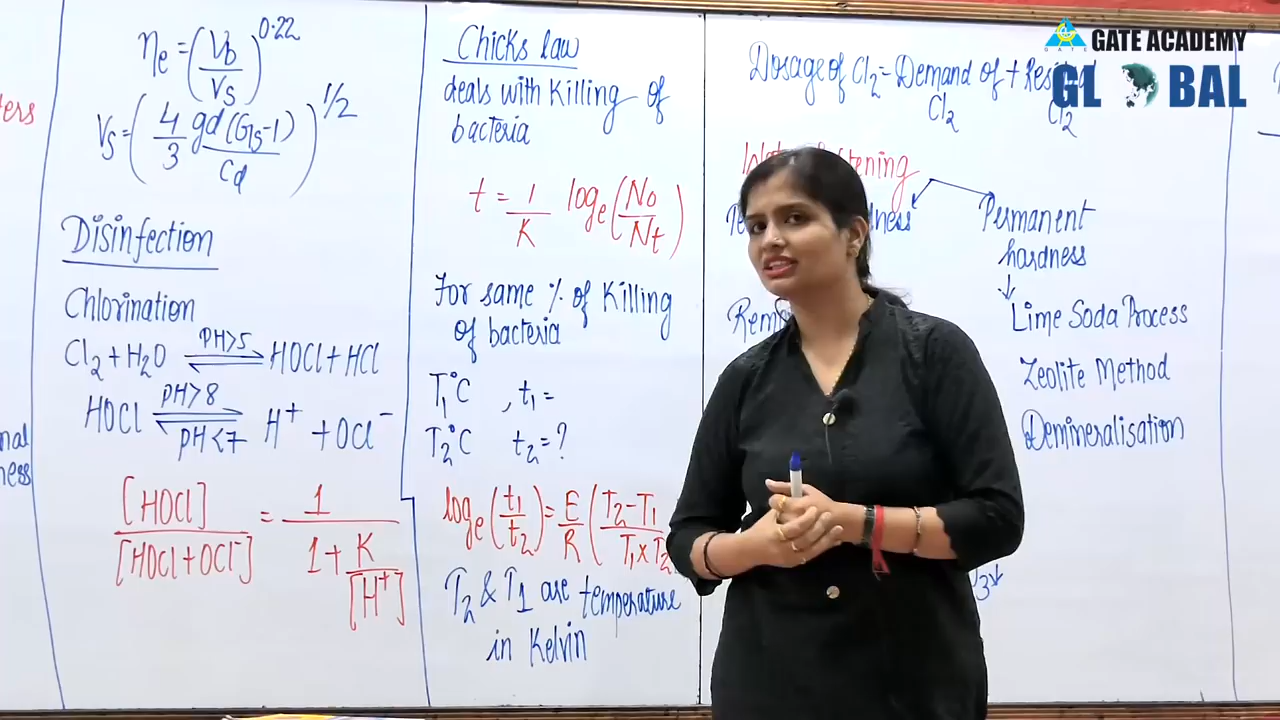 ters
nal
ness
ηe = (Vb/Vs)^0.22
Vs = (4/3 gd(Gs-1)/Cd)^1/2
Disinfection
Chlorination
Cl2 + H2O ⇌ HOCl + HCl
PH>5
HOCl ⇌ H+ + OCl-
PH>8
PH<7
[HOCl]/[HOCl+OCl-] = 1/(1+K/[H+])
Chicks law
deals with Killing of
bacteria
t = 1/K loge(No/Nt)
For same % of Killing
of bacteria
T1°C , t1 =
T2°C t2 = ?
loge(t1/t2) = E/R (T2-T1/T1×T2
T2 & T1 are temperature
in Kelvin
GATE ACADEMY
GLOBAL
GATE
Dosage of Cl2 = Demand of + Resid
Cl2 Cl2
Permanent
hardness
Lime Soda Process
Zeolite Method
Demineralisation